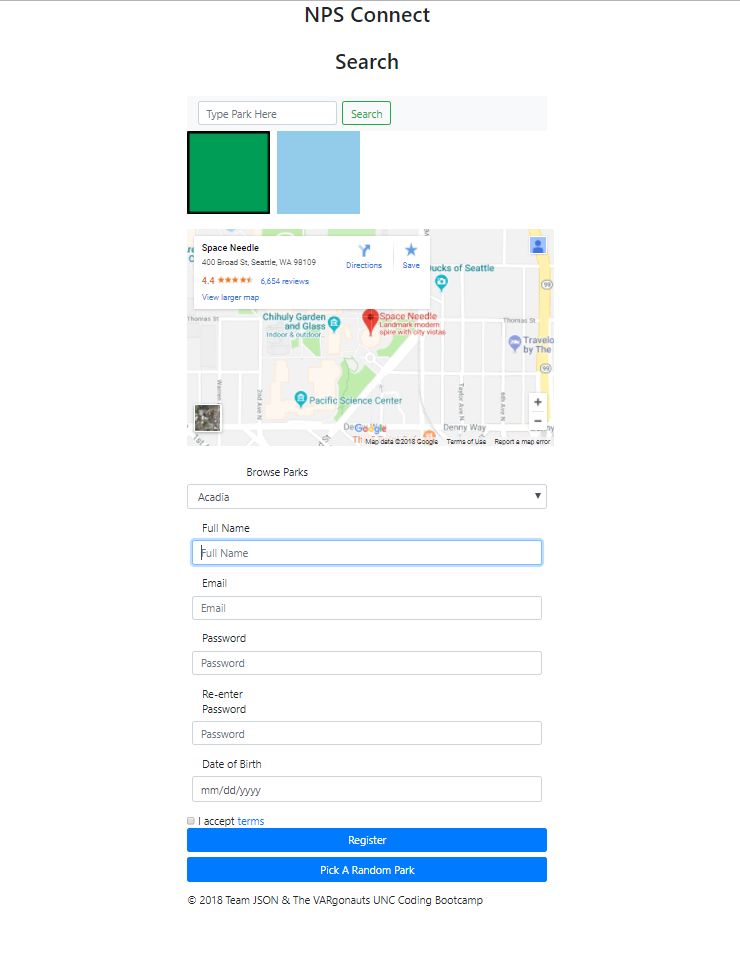 NPS Connect
Search
Type Park Here
Search
Space Needle
400 Broad St, Seattle, WA 98109
4.4
6,654 reviews
View larger map
Directions
Save
Ducks of Seattle
99
Chihuly Garden
and Glass
Indoor & outdoor...
Space Needle
Landmark modern
spire with city vistas
Thomas St
Thomas St
Travelo
by The
99
Warren
2nd Ave N
Pacific Science Center
Taylor Ave N
6th Ave N
Denny Way
Google
Map data ©2018 Google
Terms of Use
Report a map error
Browse Parks
Acadia
Full Name
Full Name
Email
Email
Password
Password
Re-enter
Password
Password
Date of Birth
mm/dd/yyyy
I accept terms
Register
Pick A Random Park
© 2018 Team JSON & The VARgonauts UNC Coding Bootcamp